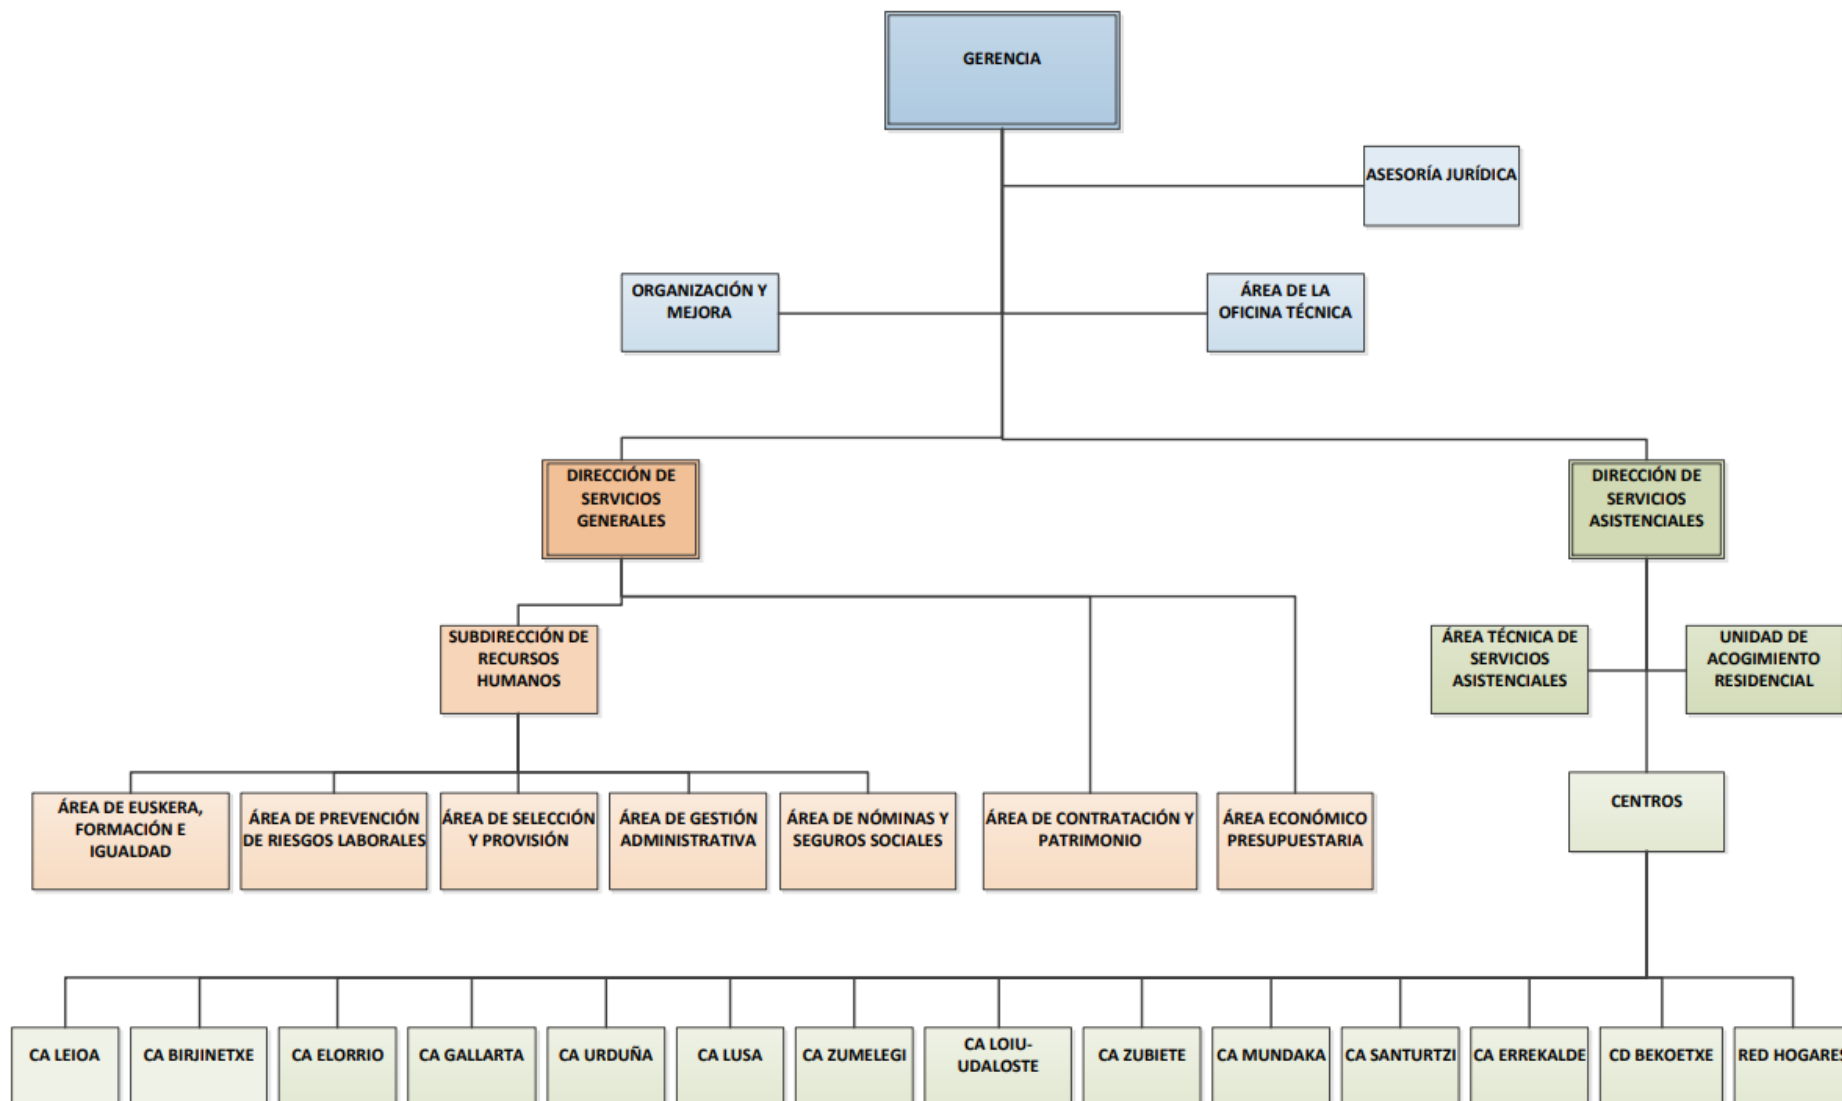 GERENCIA
ASESORÍA JURÍDICA
ORGANIZACIÓN Y
MEJORA
ÁREA DE LA
OFICINA TÉCNICA
DIRECCIÓN DE
SERVICIOS
GENERALES
DIRECCIÓN DE
SERVICIOS
ASISTENCIALES
SUBDIRECCIÓN DE
RECURSOS
HUMANOS
ÁREA TÉCNICA DE
SERVICIOS
ASISTENCIALES
UNIDAD DE
ACOGIMIENTO
RESIDENCIAL
ÁREA DE EUSKERA,
FORMACIÓN E
IGUALDAD
ÁREA DE PREVENCIÓN
DE RIESGOS LABORALES
ÁREA DE SELECCIÓN
Y PROVISIÓN
ÁREA DE GESTIÓN
ADMINISTRATIVA
ÁREA DE NÓMINAS Y
SEGUROS SOCIALES
ÁREA DE CONTRATACIÓN Y
PATRIMONIO
ÁREA ECONÓMICO
PRESUPUESTARIA
CENTROS
CA LEIOA
CA BIRJINETXE
CA ELORRIO
CA GALLARTA
CA URDUÑA
CA LUSA
CA ZUMELEGI
CA LOIU-
UDALOSTE
CA ZUBIETE
CA MUNDAKA
CA SANTURTZI
CA ERREKALDE
CD BEKOETXE
RED HOGARES